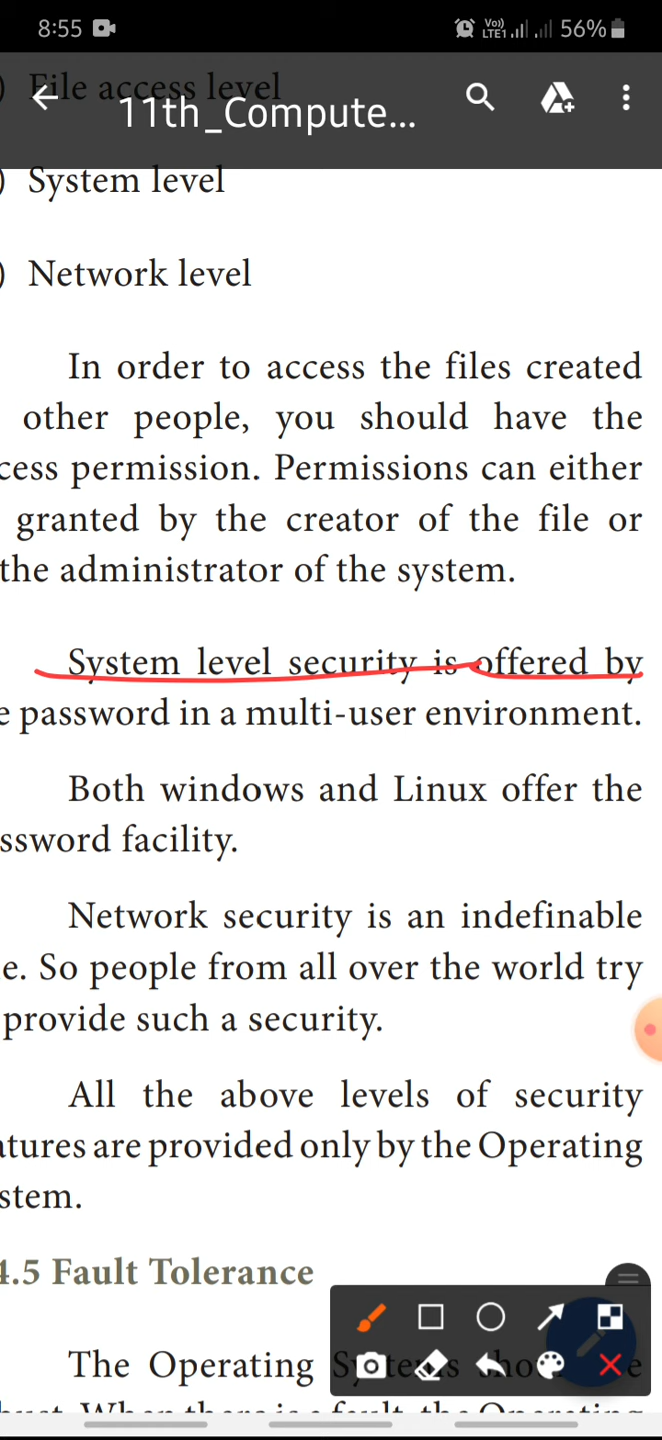 8:55
Vo)) LTE1 56%
File access level
11th_Compute...
) System level
) Network level
In order to access the files created
other people, you should have the
cess permission. Permissions can either
granted by the creator of the file or
the administrator of the system.
System level security is offered by
e password in a multi-user environment.
Both windows and Linux offer the
ssword facility.
Network security is an indefinable
e. So people from all over the world try
provide such a security.
All the above levels of security
atures are provided only by the Operating
stem.
4.5 Fault Tolerance
The Operating